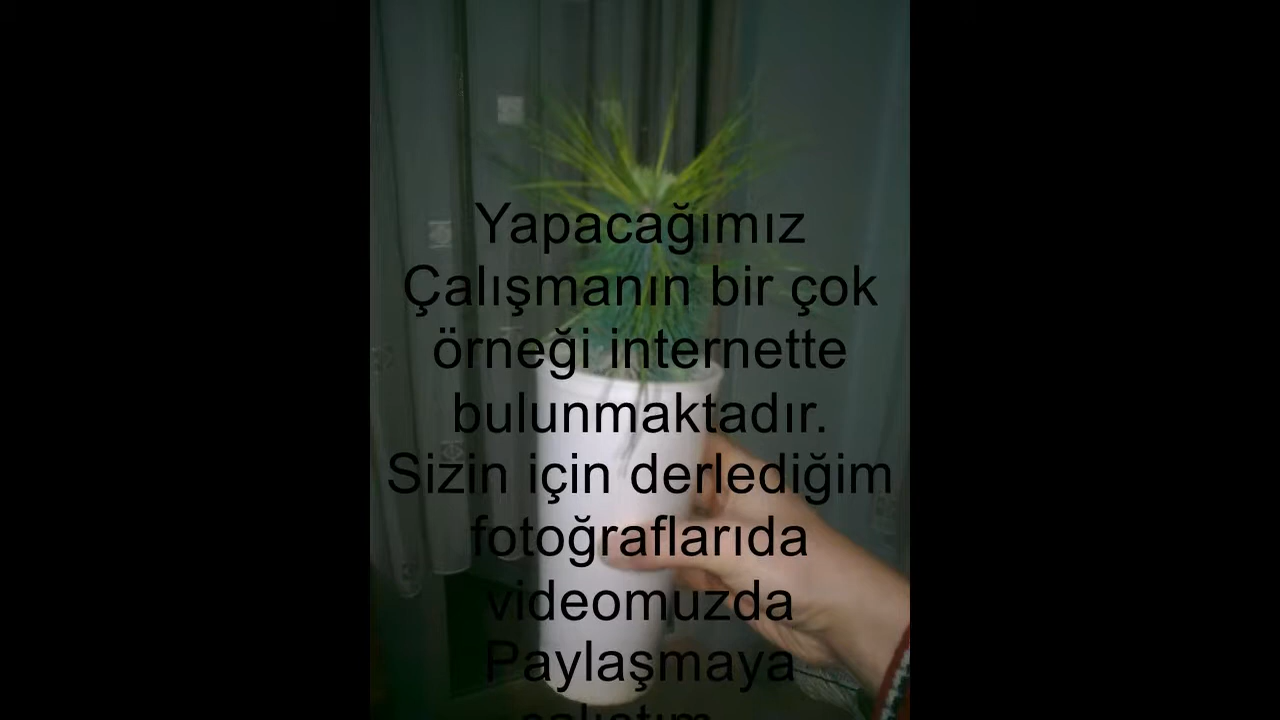 Yapacağımız
Çalışmanın bir çok
örneği internette
bulunmaktadır.
Sizin için derlediğim
fotoğraflarıda
videomuzda
Paylaşmaya